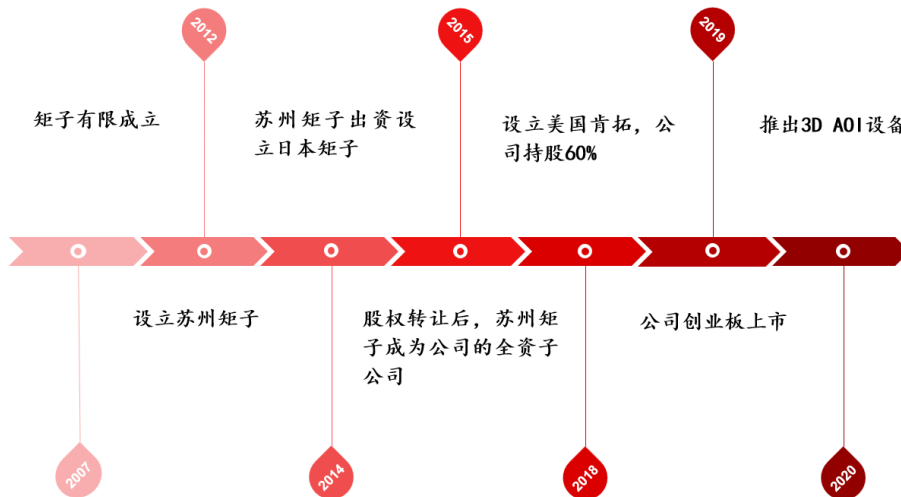 2012
2015
2019
矩子有限成立
苏州矩子出资设
立日本矩子
设立美国肯拓，公
司持股60%
推出3D AOI设备
设立苏州矩子
股权转让后，苏州矩
子成为公司的全资子
公司
公司创业板上市
2007
2014
2018
2020